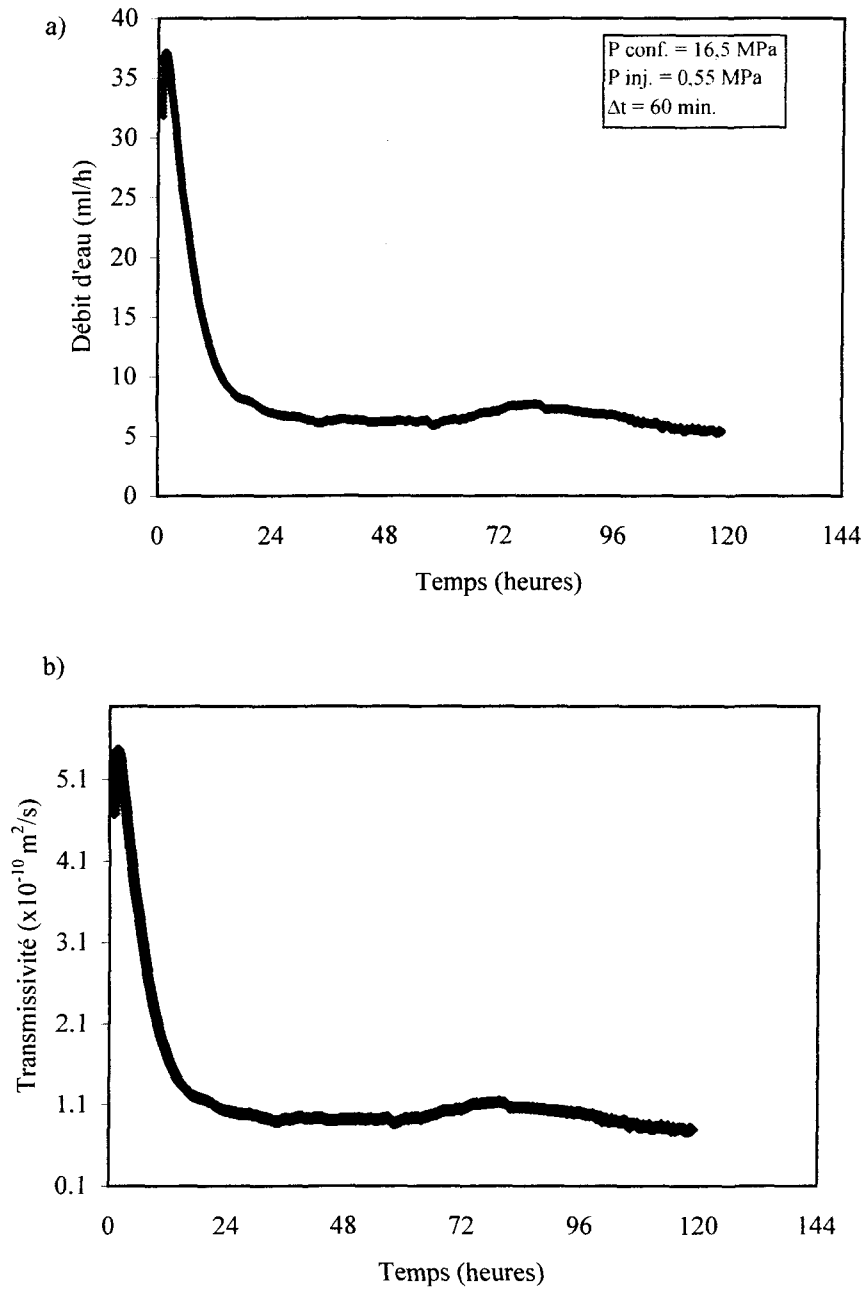 a)
40
35
30
25
20
15
10
5
0
Débit d'eau (ml/h)
P conf. = 16,5 MPa
P inj. = 0,55 MPa
Δt = 60 min.
0 24 48 72 96 120 144
Temps (heures)
b)
5.1
4.1
3.1
2.1
1.1
0.1
Transmissivité (x10⁻¹⁰ m²/s)
0 24 48 72 96 120 144
Temps (heures)